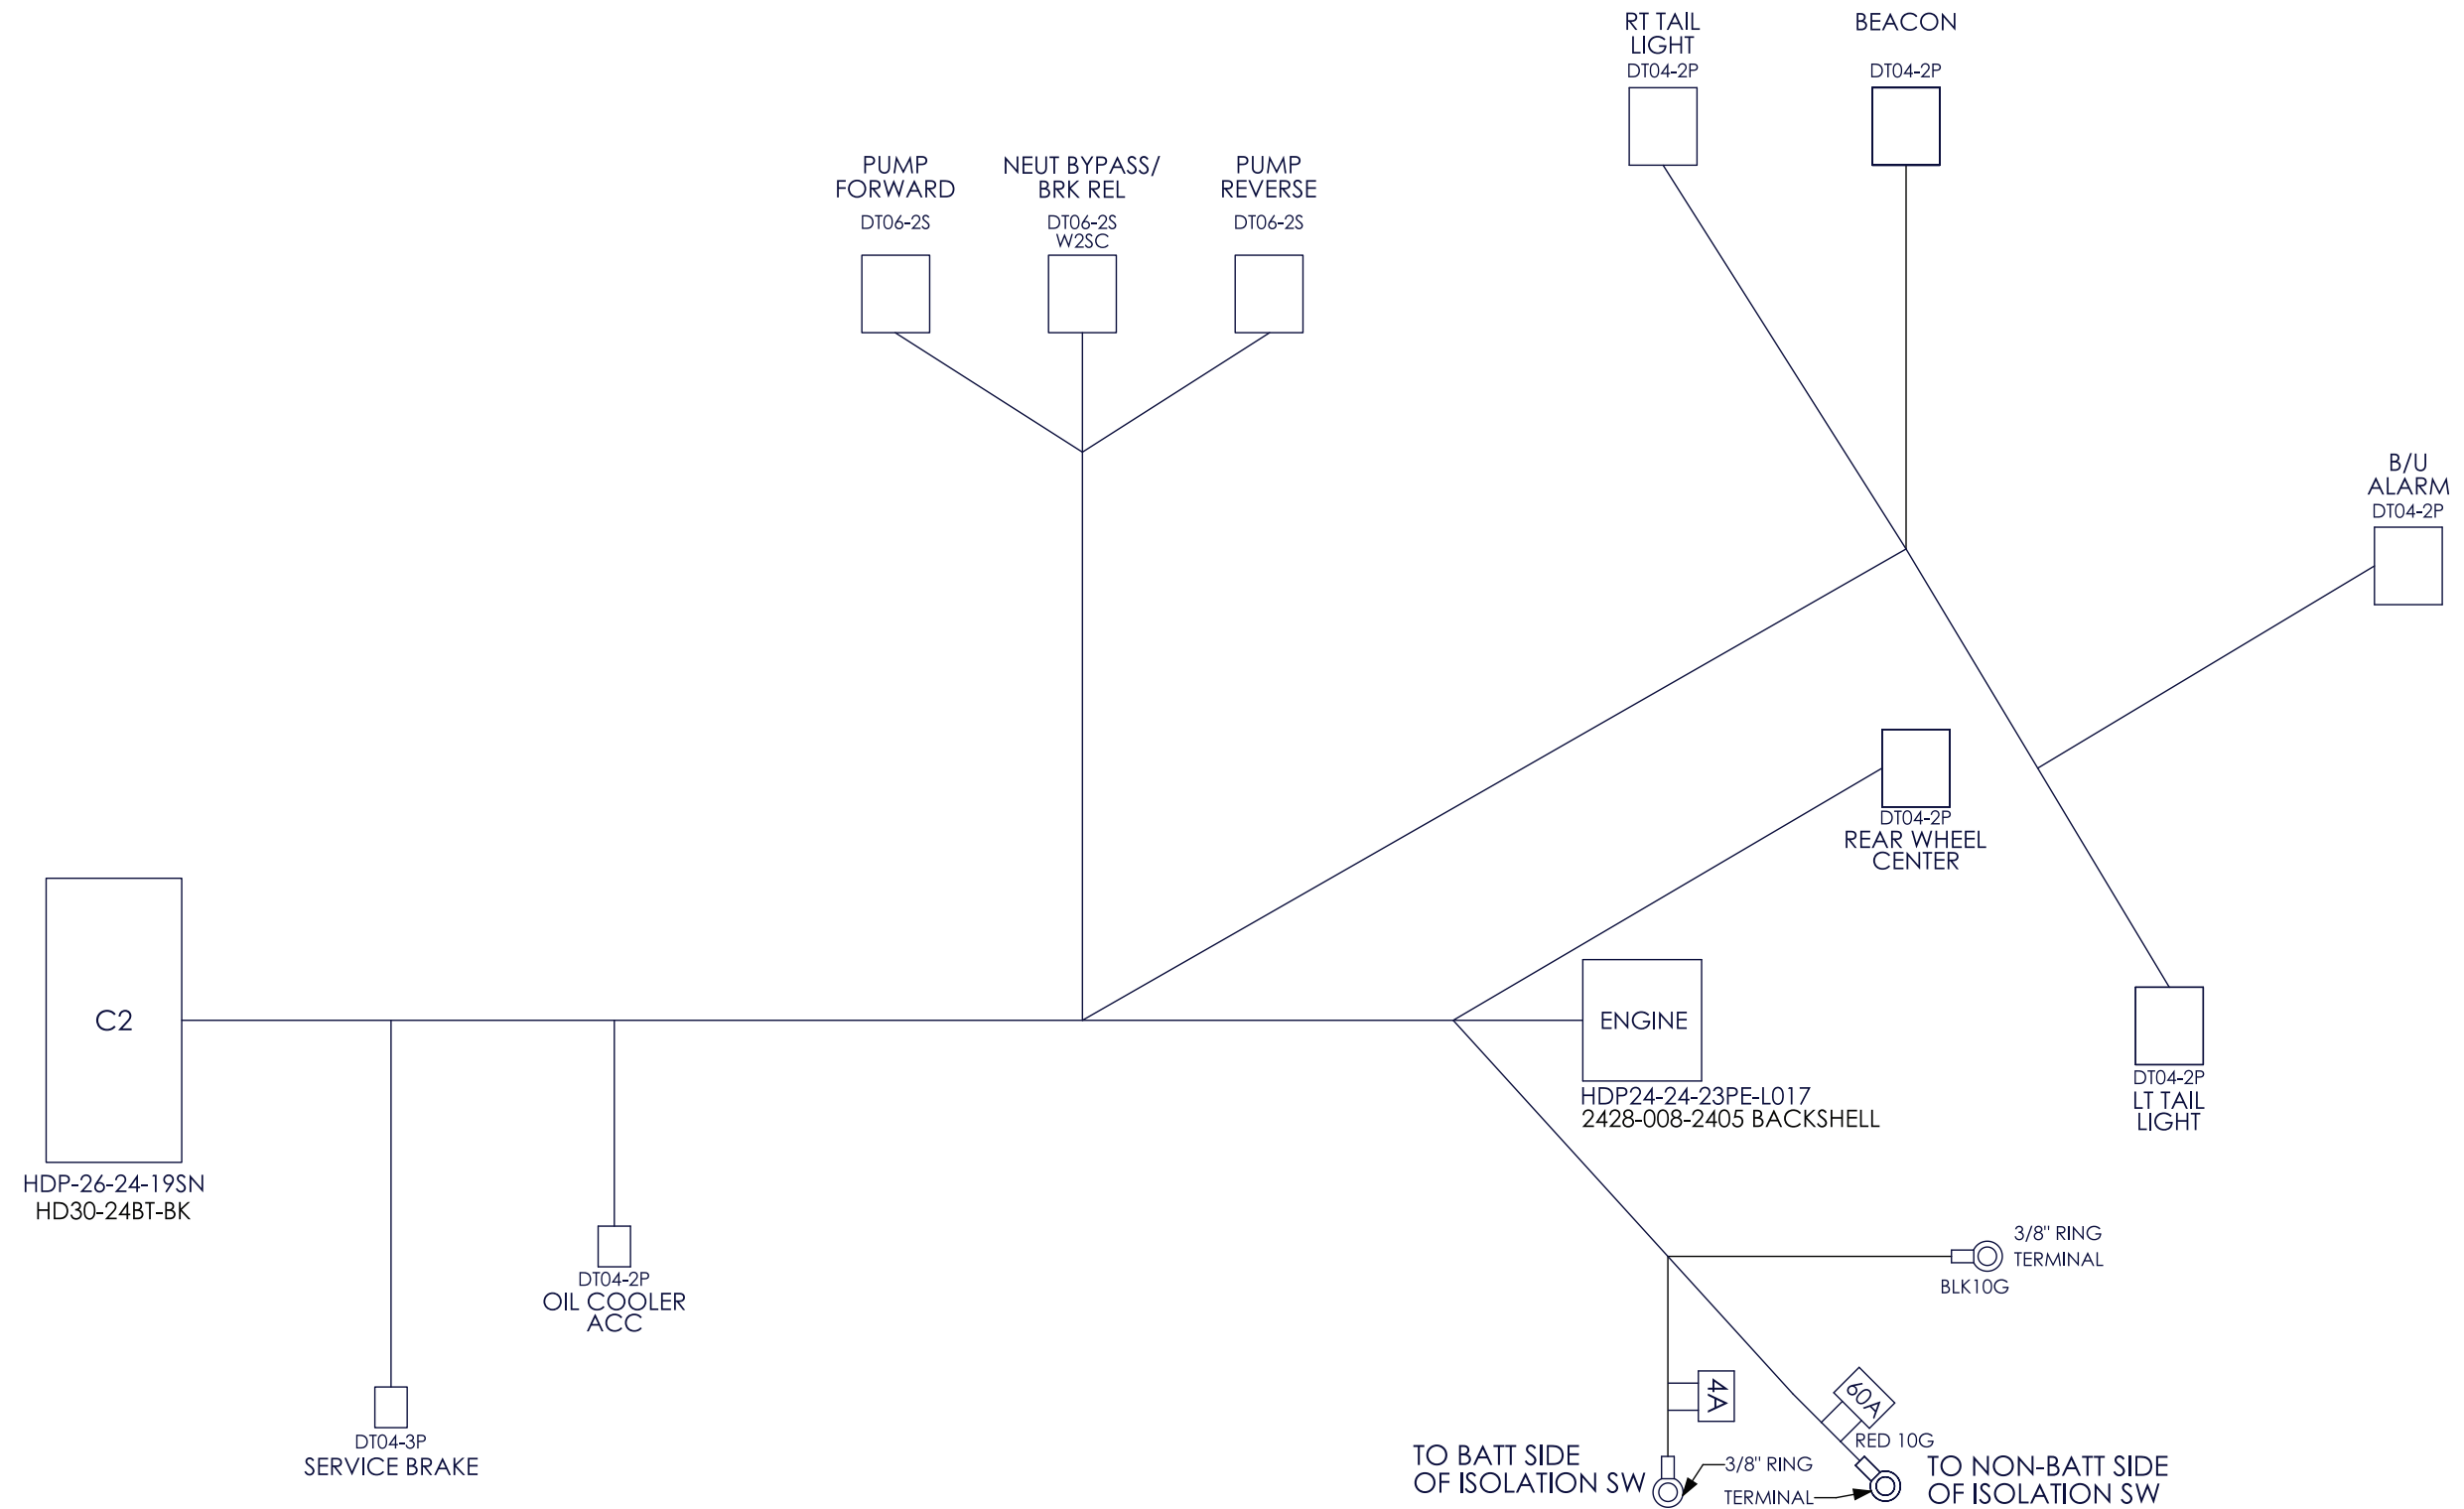 RT TAIL
LIGHT
DT04-2P
BEACON
DT04-2P
PUMP
FORWARD
DT06-2S
NEUT BYPASS/
BRK REL
DT06-2S
W2SC
PUMP
REVERSE
DT06-2S
B/U
ALARM
DT04-2P
DT04-2P
REAR WHEEL
CENTER
C2
HDP-26-24-19SN
HD30-24BT-BK
ENGINE
HDP24-24-23PE-L017
2428-008-2405 BACKSHELL
DT04-2P
LT TAIL
LIGHT
DT04-2P
OIL COOLER
ACC
3/8" RING
TERMINAL
BLK10G
DT04-3P
SERVICE BRAKE
4A
60A
RED 10G
TO BATT SIDE
OF ISOLATION SW
3/8" RING
TERMINAL
TO NON-BATT SIDE
OF ISOLATION SW